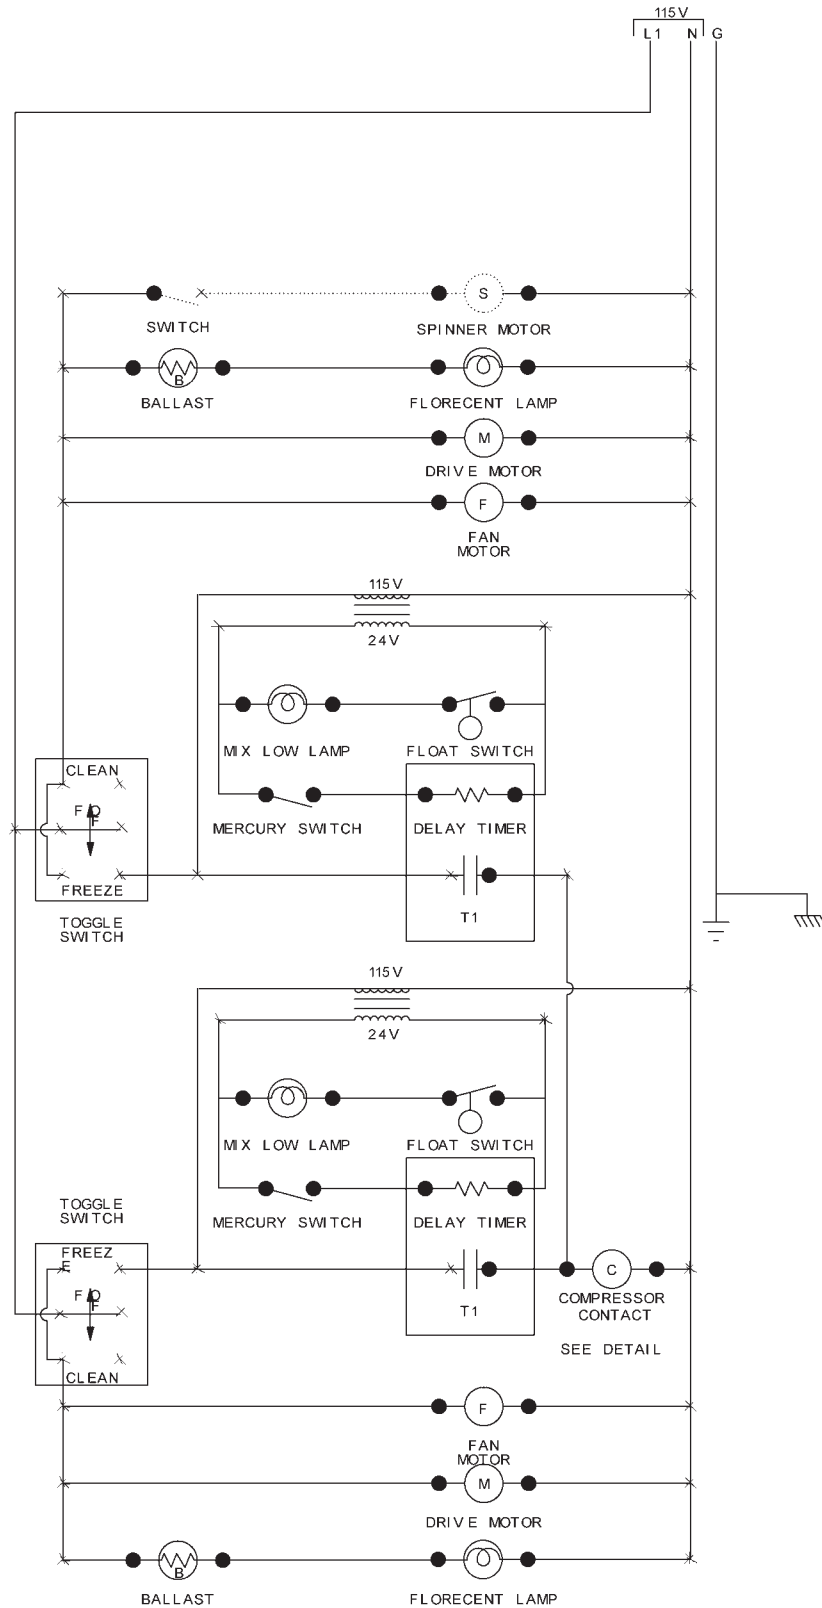 115V
L1 N G
SWITCH SPINNER MOTOR
S
B
BALLAST FLORECENT LAMP
M
DRIVE MOTOR
F
FAN
MOTOR
115V
24V
MIX LOW LAMP FLOAT SWITCH
CLEAN
MERCURY SWITCH DELAY TIMER
F O
F
FREEZE
T1
TOGGLE
SWITCH
115V
24V
MIX LOW LAMP FLOAT SWITCH
TOGGLE
SWITCH
MERCURY SWITCH DELAY TIMER
FREEZ
E
C
F O
F
T1
COMPRESSOR
CONTACT
SEE DETAIL
CLEAN
F
FAN
MOTOR
M
DRIVE MOTOR
B
BALLAST FLORECENT LAMP